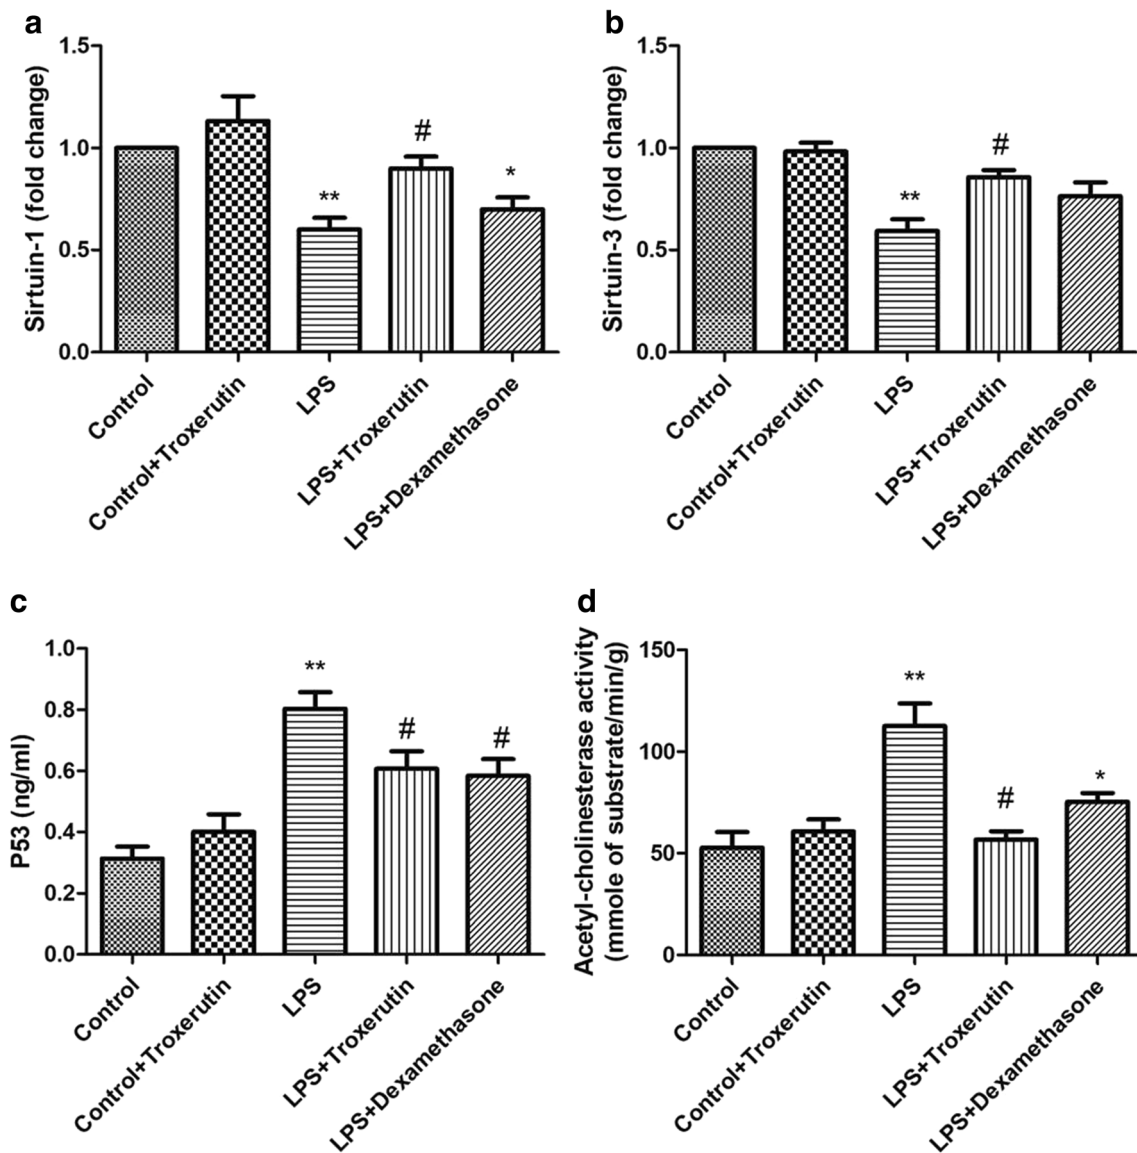 a
Sirtuin-1 (fold change)
1.5
1.0
0.5
0.0
**
#
*
Control
Control+Troxerutin
LPS
LPS+Troxerutin
LPS+Dexamethasone
b
Sirtuin-3 (fold change)
1.5
1.0
0.5
0.0
**
#
Control
Control+Troxerutin
LPS
LPS+Troxerutin
LPS+Dexamethasone
c
P53 (ng/ml)
1.0
0.8
0.6
0.4
0.2
0.0
**
#
#
Control
Control+Troxerutin
LPS
LPS+Troxerutin
LPS+Dexamethasone
d
Acetyl-cholinesterase activity
(mmole of substrate/min/g)
150
100
50
0
**
#
*
Control
Control+Troxerutin
LPS
LPS+Troxerutin
LPS+Dexamethasone